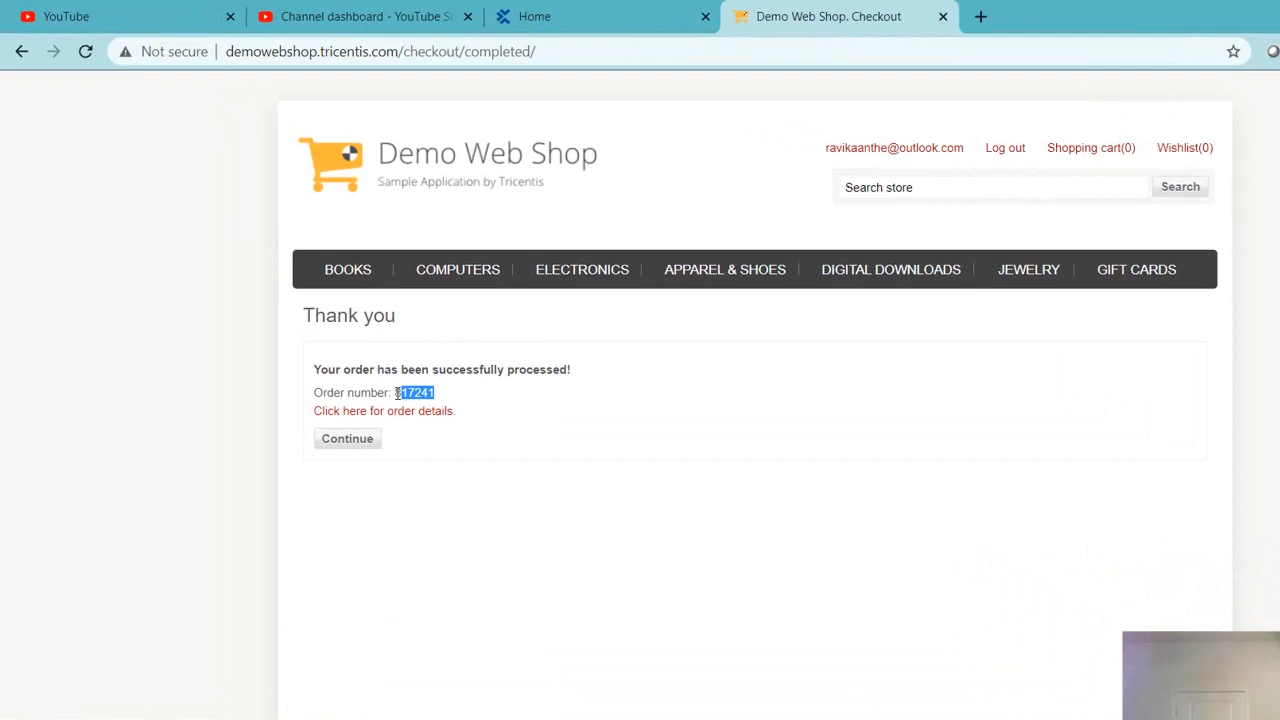 YouTube
Channel dashboard - YouTube St
Home
Demo Web Shop. Checkout
Not secure | demowebshop.tricentis.com/checkout/completed/
Demo Web Shop
Sample Application by Tricentis
ravikaanthe@outlook.com Log out Shopping cart(0) Wishlist(0)
Search store Search
BOOKS COMPUTERS ELECTRONICS APPAREL & SHOES DIGITAL DOWNLOADS JEWELRY GIFT CARDS
Thank you
Your order has been successfully processed!
Order number:
Click here for order details.
Continue